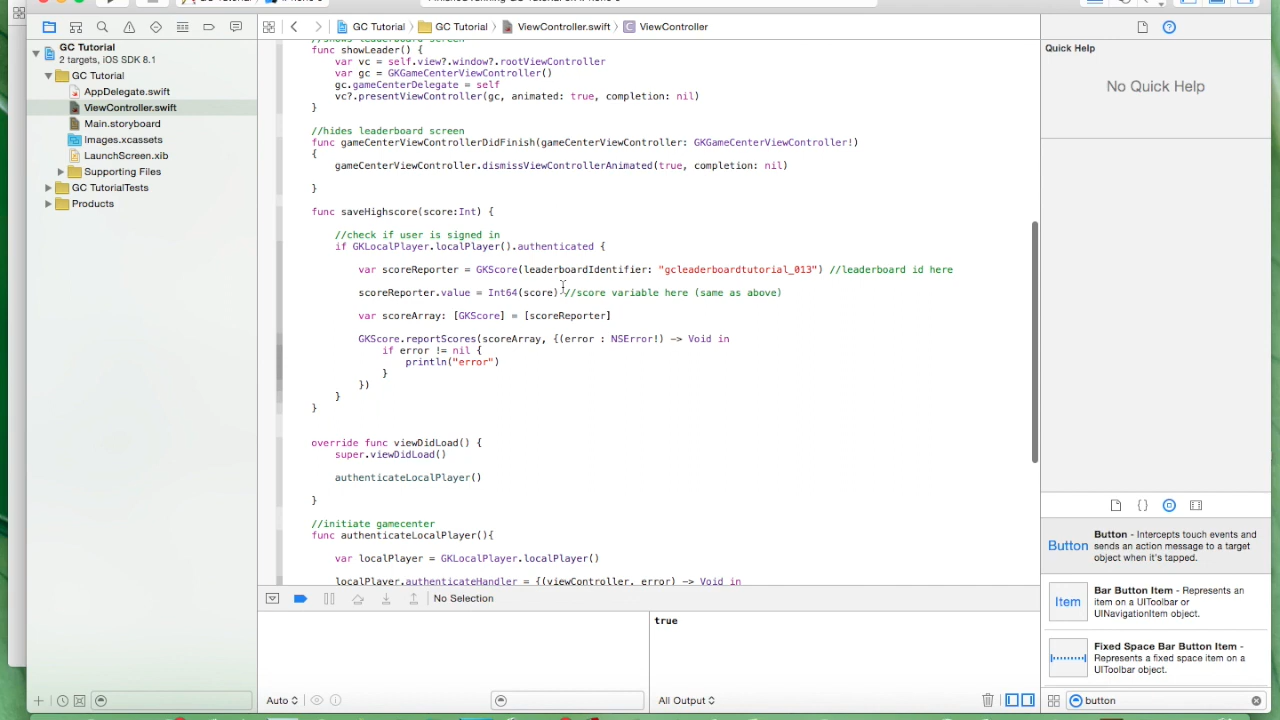 GC Tutorial
ViewController.swift
ViewController
GC Tutorial
2 targets, iOS SDK 8.1
GC Tutorial
AppDelegate.swift
ViewController.swift
Main.storyboard
Images.xcassets
LaunchScreen.xib
Supporting Files
GC TutorialTests
Products
GC Tutorial
//shows leaderboard screen
func showLeader() {
var vc = self.view?.window?.rootViewController
var gc = GKGameCenterViewController()
gc.gameCenterDelegate = self
vc?.presentViewController(gc, animated: true, completion: nil)
}
//hides leaderboard screen
func gameCenterViewControllerDidFinish(gameCenterViewController: GKGameCenterViewController!)
{
gameCenterViewController.dismissViewControllerAnimated(true, completion: nil)
}
func saveHighscore(score:Int) {
//check if user is signed in
if GKLocalPlayer.localPlayer().authenticated {
var scoreReporter = GKScore(leaderboardIdentifier: "gcleaderboardtutorial_013") //leaderboard id here
scoreReporter.value = Int64(score) //score variable here (same as above)
var scoreArray: [GKScore] = [scoreReporter]
GKScore.reportScores(scoreArray, {(error : NSError!) -> Void in
if error != nil {
println("error")
}
})
}
}
override func viewDidLoad() {
super.viewDidLoad()
authenticateLocalPlayer()
}
//initiate gamecenter
func authenticateLocalPlayer(){
var localPlayer = GKLocalPlayer.localPlayer()
localPlayer.authenticateHandler = {(viewController, error) -> Void in
No Selection
true
Auto
All Output
Quick Help
No Quick Help
Button
Button - Intercepts touch events and
sends an action message to a target
object when it's tapped.
Item
Bar Button Item - Represents an
item on a UIToolbar or
UINavigationItem object.
Fixed Space Bar Button Item -
Represents a fixed space item on a
UIToolbar object.
button